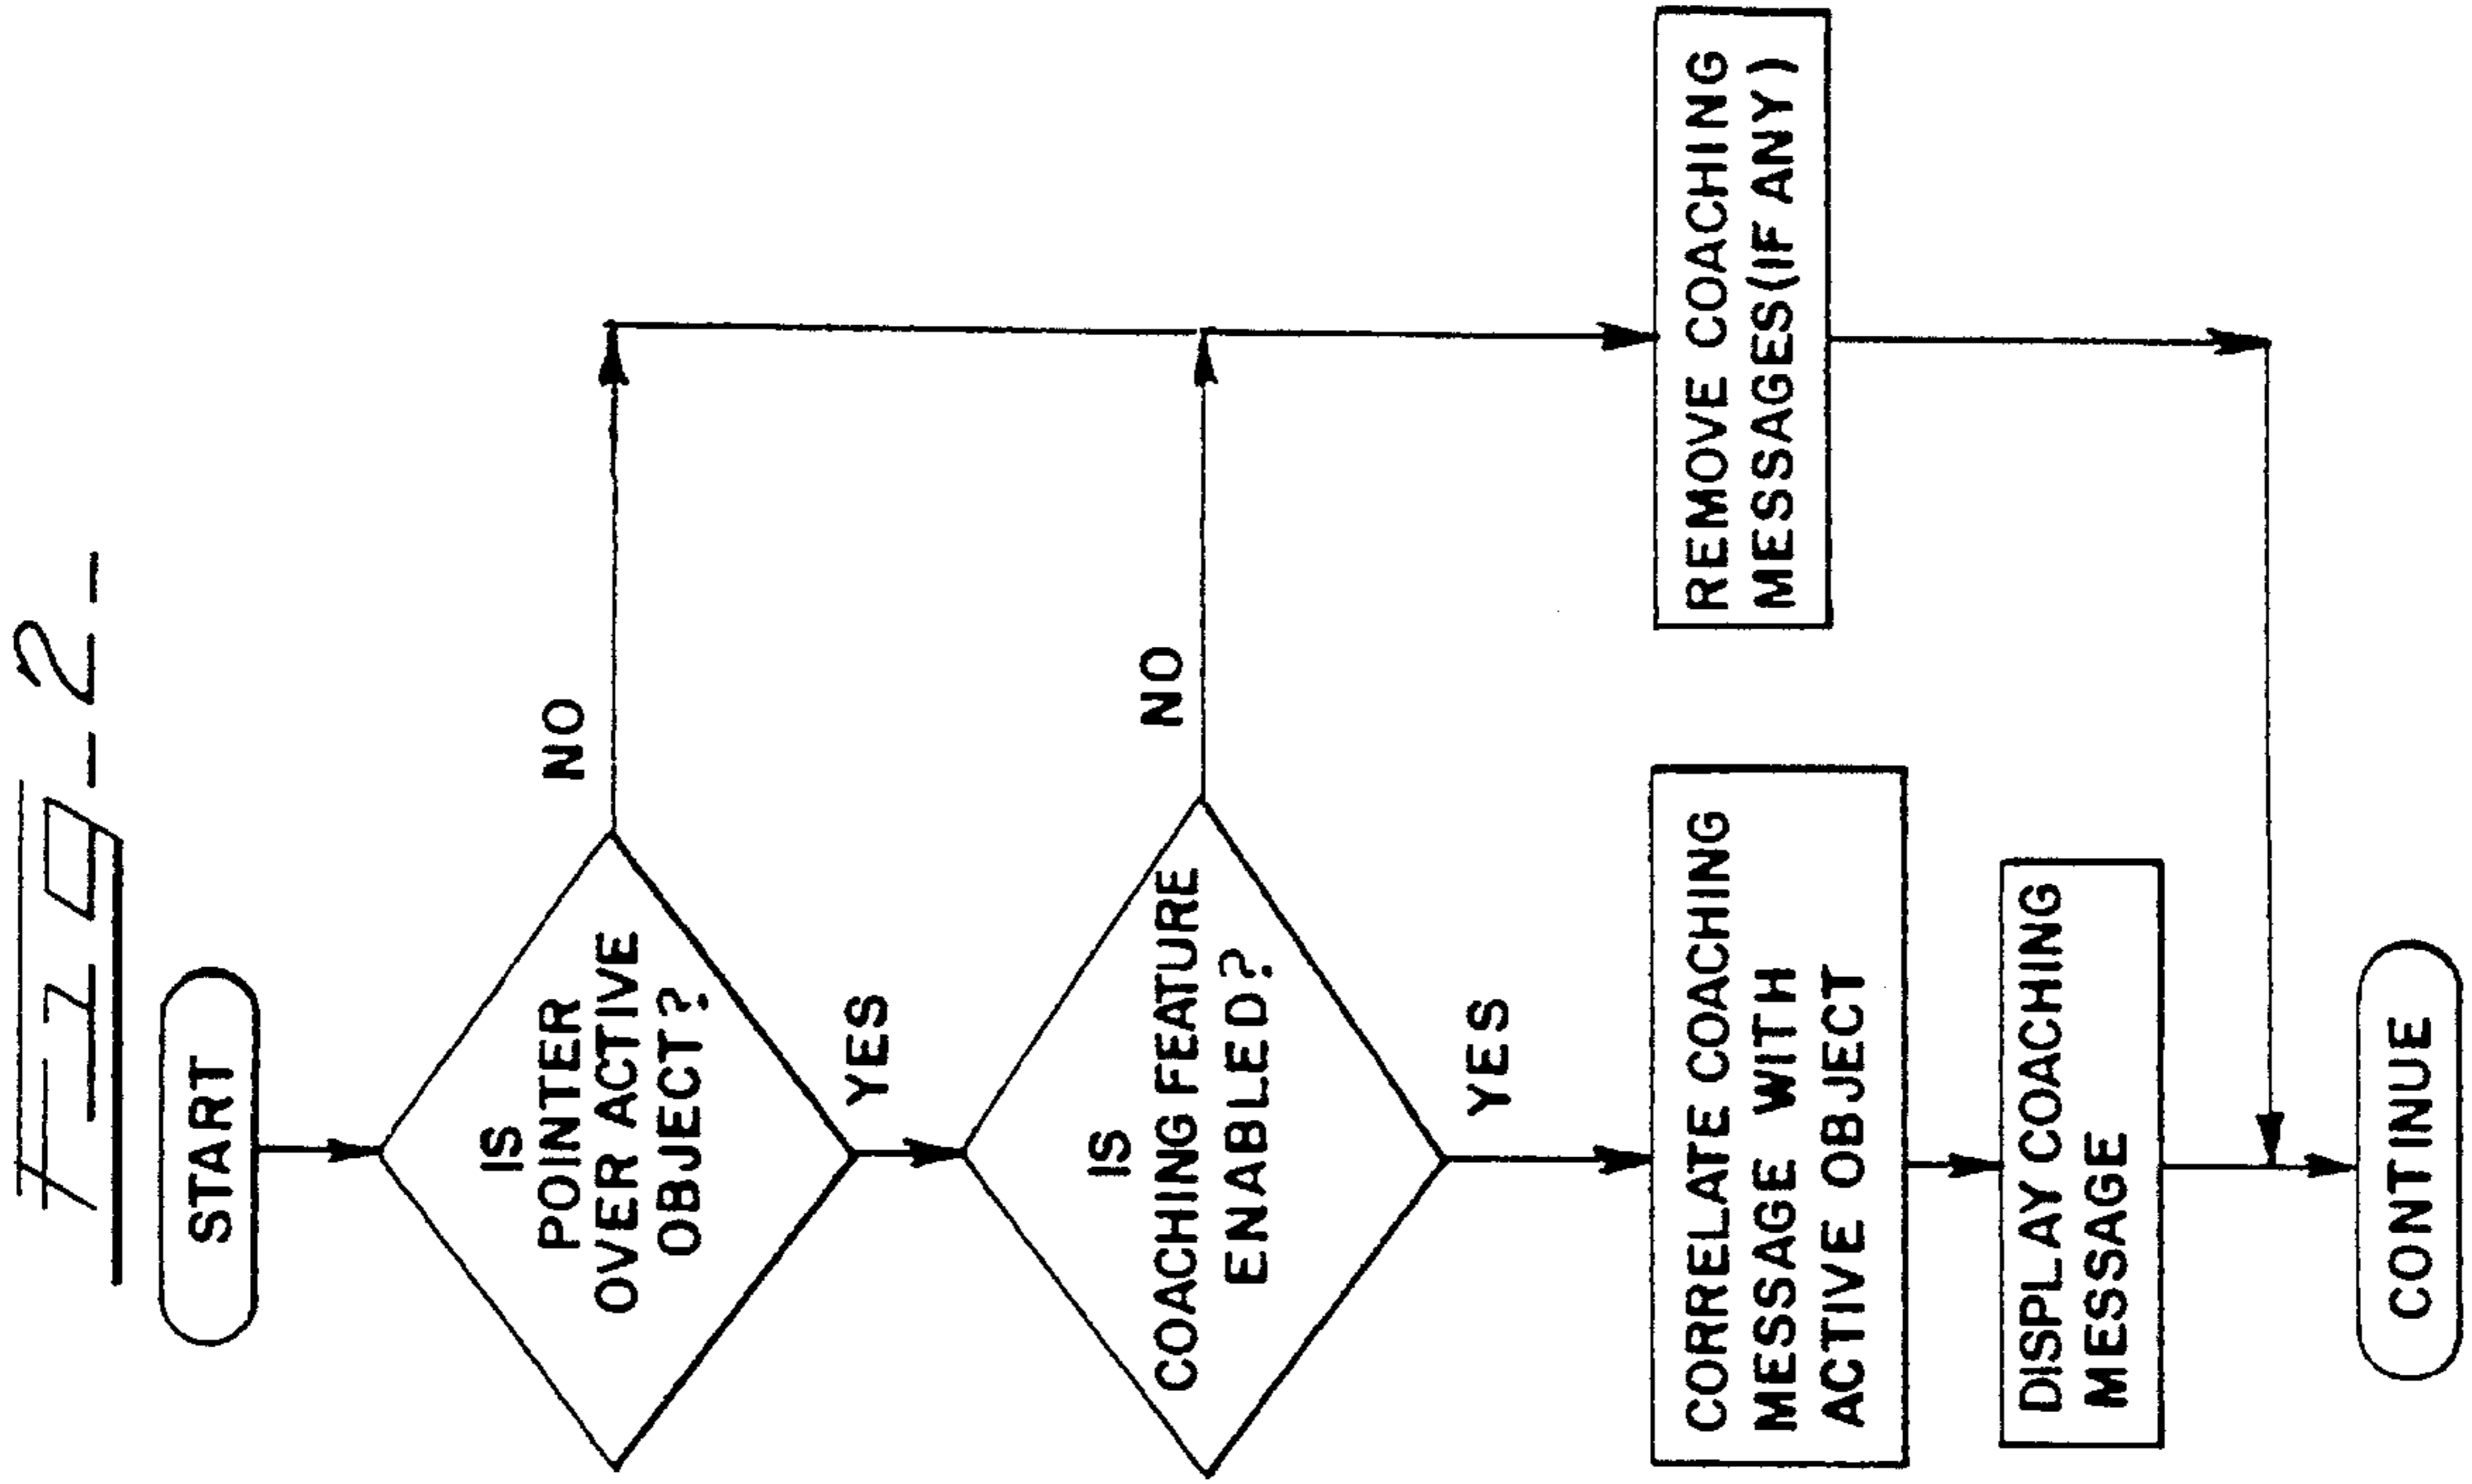 Fig. 2.
START
IS
POINTER
OVER ACTIVE
OBJECT?
NO
YES
IS
COACHING FEATURE
ENABLED?
NO
YES
CORRELATE COACHING
MESSAGE WITH
ACTIVE OBJECT
REMOVE COACHING
MESSAGES(IF ANY)
DISPLAY COACHING
MESSAGE
CONTINUE